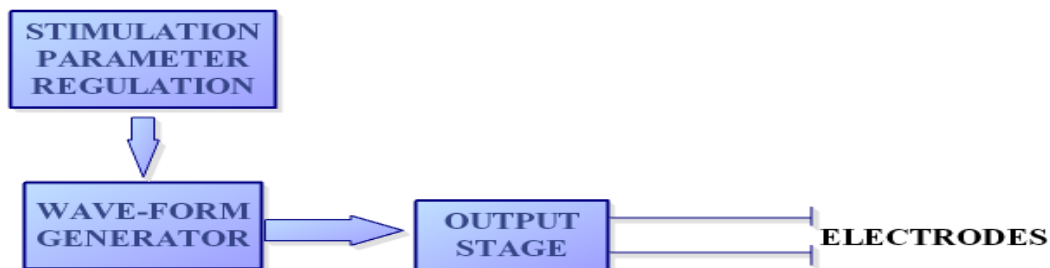 STIMULATION
PARAMETER
REGULATION
WAVE-FORM
GENERATOR
OUTPUT
STAGE
ELECTRODES